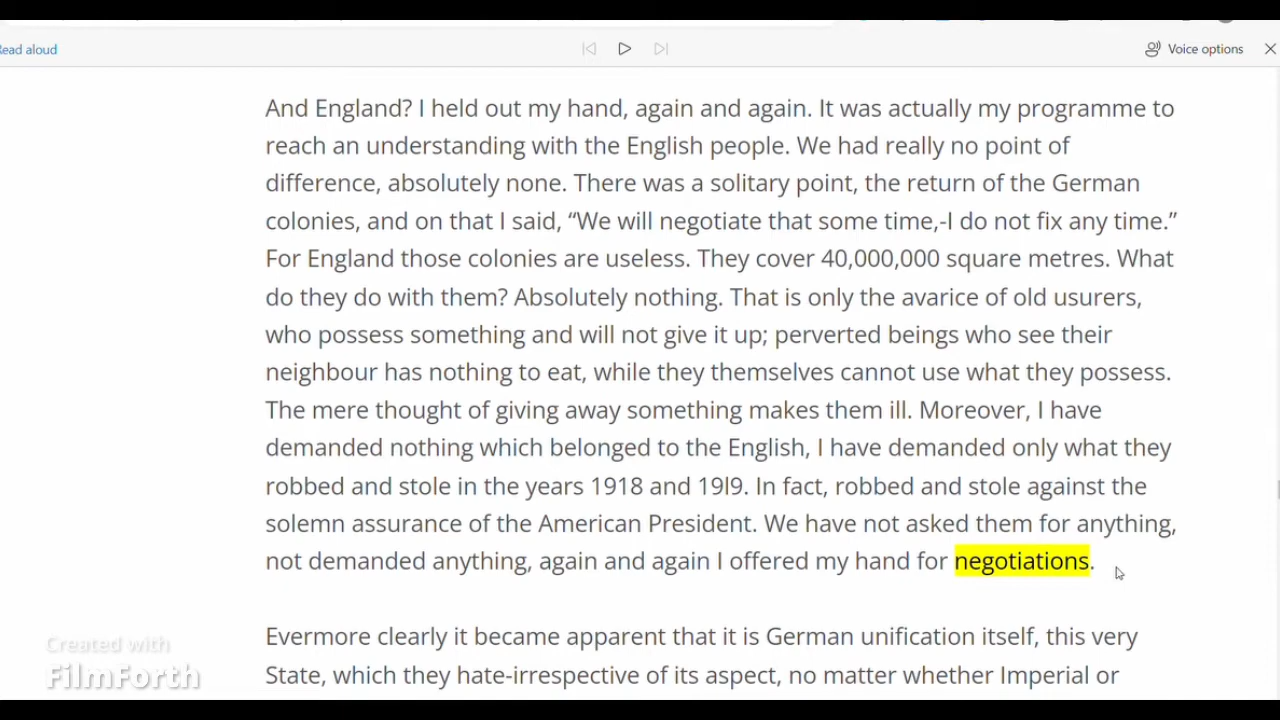 Read aloud
Voice options
And England? I held out my hand, again and again. It was actually my programme to
reach an understanding with the English people. We had really no point of
difference, absolutely none. There was a solitary point, the return of the German
colonies, and on that I said, “We will negotiate that some time,-I do not fix any time.”
For England those colonies are useless. They cover 40,000,000 square metres. What
do they do with them? Absolutely nothing. That is only the avarice of old usurers,
who possess something and will not give it up; perverted beings who see their
neighbour has nothing to eat, while they themselves cannot use what they possess.
The mere thought of giving away something makes them ill. Moreover, I have
demanded nothing which belonged to the English, I have demanded only what they
robbed and stole in the years 1918 and 19l9. In fact, robbed and stole against the
solemn assurance of the American President. We have not asked them for anything,
not demanded anything, again and again I offered my hand for negotiations.
Evermore clearly it became apparent that it is German unification itself, this very
State, which they hate-irrespective of its aspect, no matter whether Imperial or
Created with
FilmForth